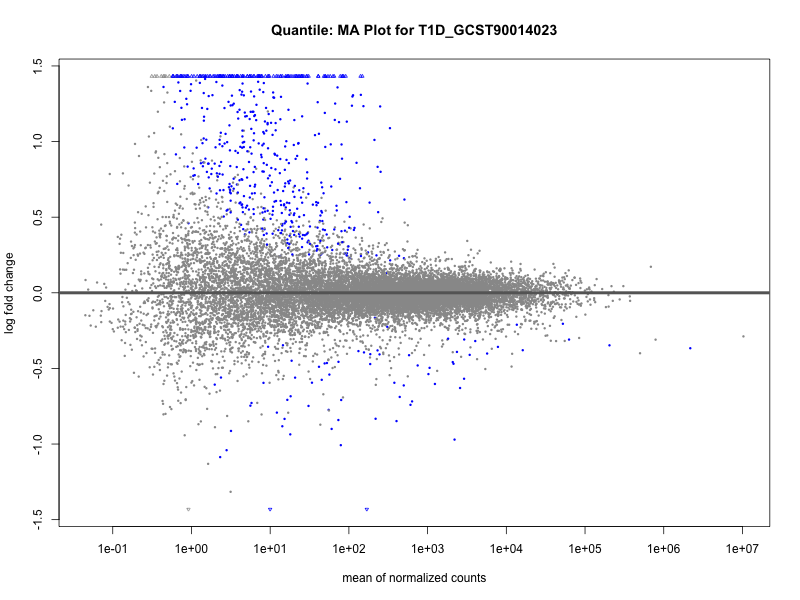 Quantile: MA Plot for T1D_GCST90014023
log fold change
1.5
1.0
0.5
0.0
-0.5
-1.0
-1.5
1e-01 1e+00 1e+01 1e+02 1e+03 1e+04 1e+05 1e+06 1e+07
mean of normalized counts